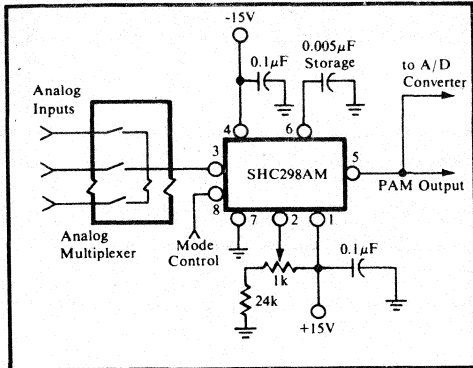 -15V
0.1µF
0.005µF
Storage
to A/D
Converter
Analog
Inputs
4
6
3
SHC298AM
5
8
PAM Output
7
2
1
Analog
Multiplexer
Mode
Control
1k
0.1µF
24k
+15V